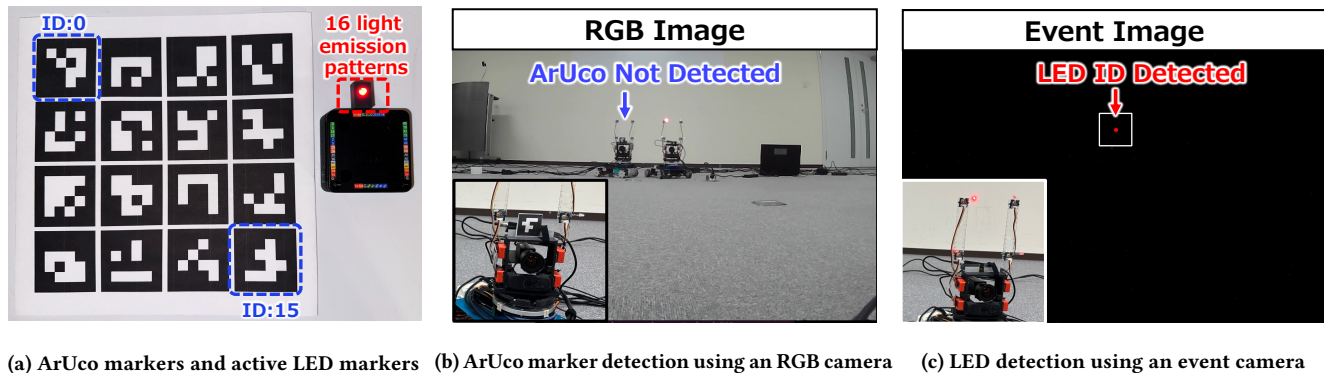 ID:0
16 light
emission
patterns
ID:15
RGB Image
ArUco Not Detected
Event Image
LED ID Detected
(a) ArUco markers and active LED markers
(b) ArUco marker detection using an RGB camera
(c) LED detection using an event camera